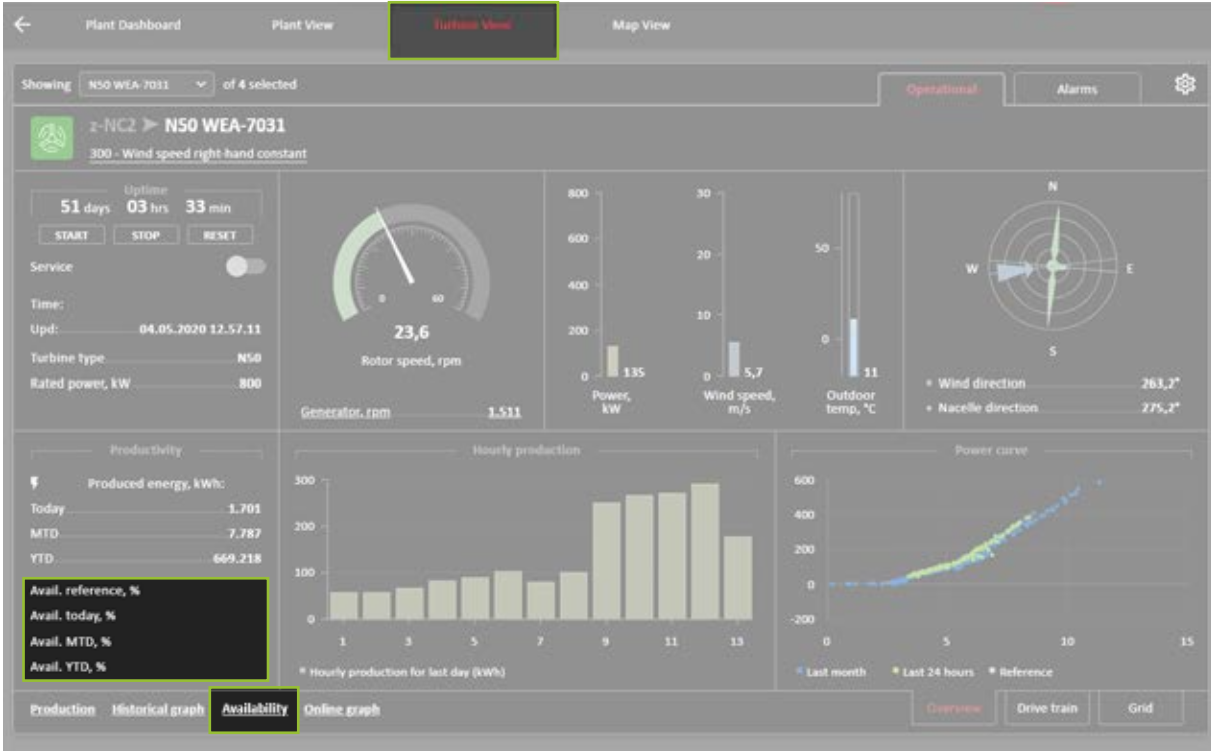 Plant Dashboard Plant View Turbine View Map View
Showing N50 WEA-7031 of 4 selected Operational Alarms
z-NC2 ➤ N50 WEA-7031
300 - Wind speed right-hand constant
Uptime
51 days 03 hrs 33 min
START STOP RESET
Service
Time:
Upd: 04.05.2020 12.57.11
Turbine type N50
Rated power, kW 800
0 60
23,6
Rotor speed, rpm
Generator, rpm 1.511
800
600
400
200
0
135
Power,
kW
30
20
10
0
5,7
Wind speed,
m/s
50
0
11
Outdoor
temp, °C
N
W E
S
Wind direction 263,2°
Nacelle direction 275,2°
Productivity
Produced energy, kWh:
Today 1.701
MTD 7.787
YTD 669.218
Avail. reference, %
Avail. today, %
Avail. MTD, %
Avail. YTD, %
Hourly production
300
200
100
0
1 3 5 7 9 11 13
Hourly production for last day (kWh)
Power curve
600
400
200
0
-200
0 5 10 15
Last month Last 24 hours Reference
Production Historical graph Availability Online graph
Overview Drive train Grid